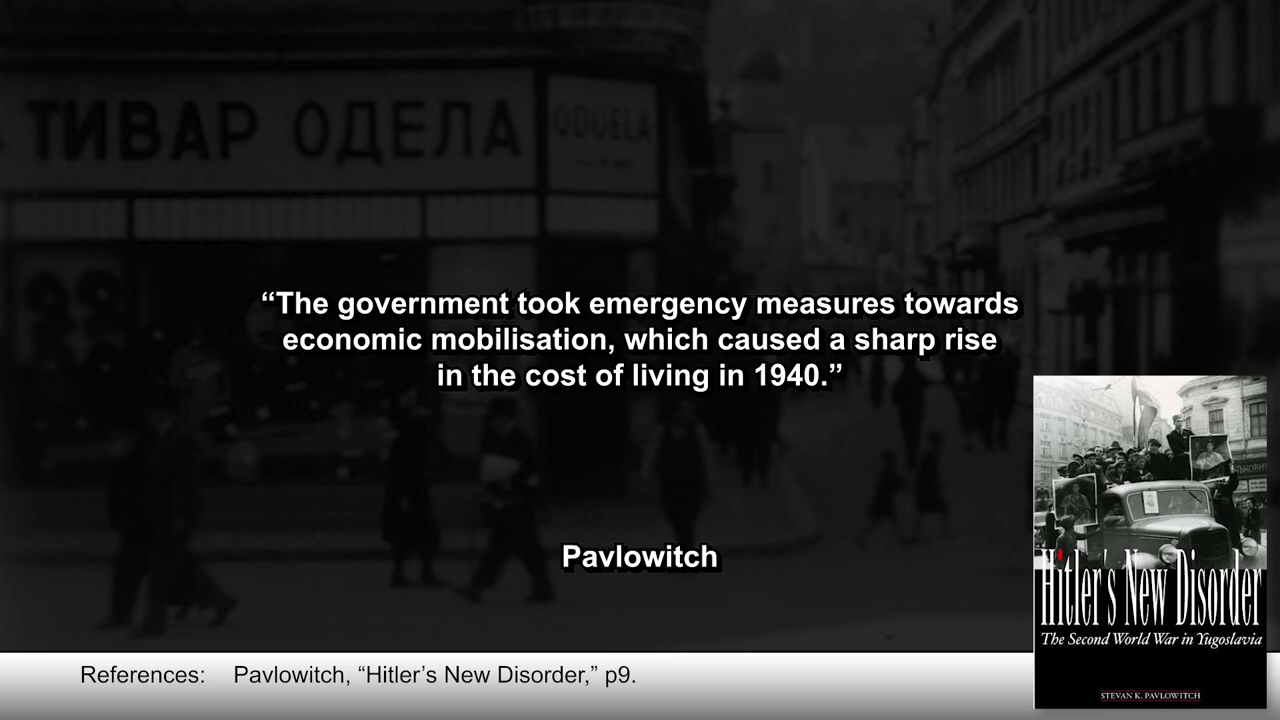 ТИВАР ОДЕЛА
ODUELA
“The government took emergency measures towards
economic mobilisation, which caused a sharp rise
in the cost of living in 1940.”
Pavlowitch
Hitler's New Disorder
The Second World War in Yugoslavia
STEVAN K. PAVLOWITCH
References: Pavlowitch, “Hitler’s New Disorder,” p9.